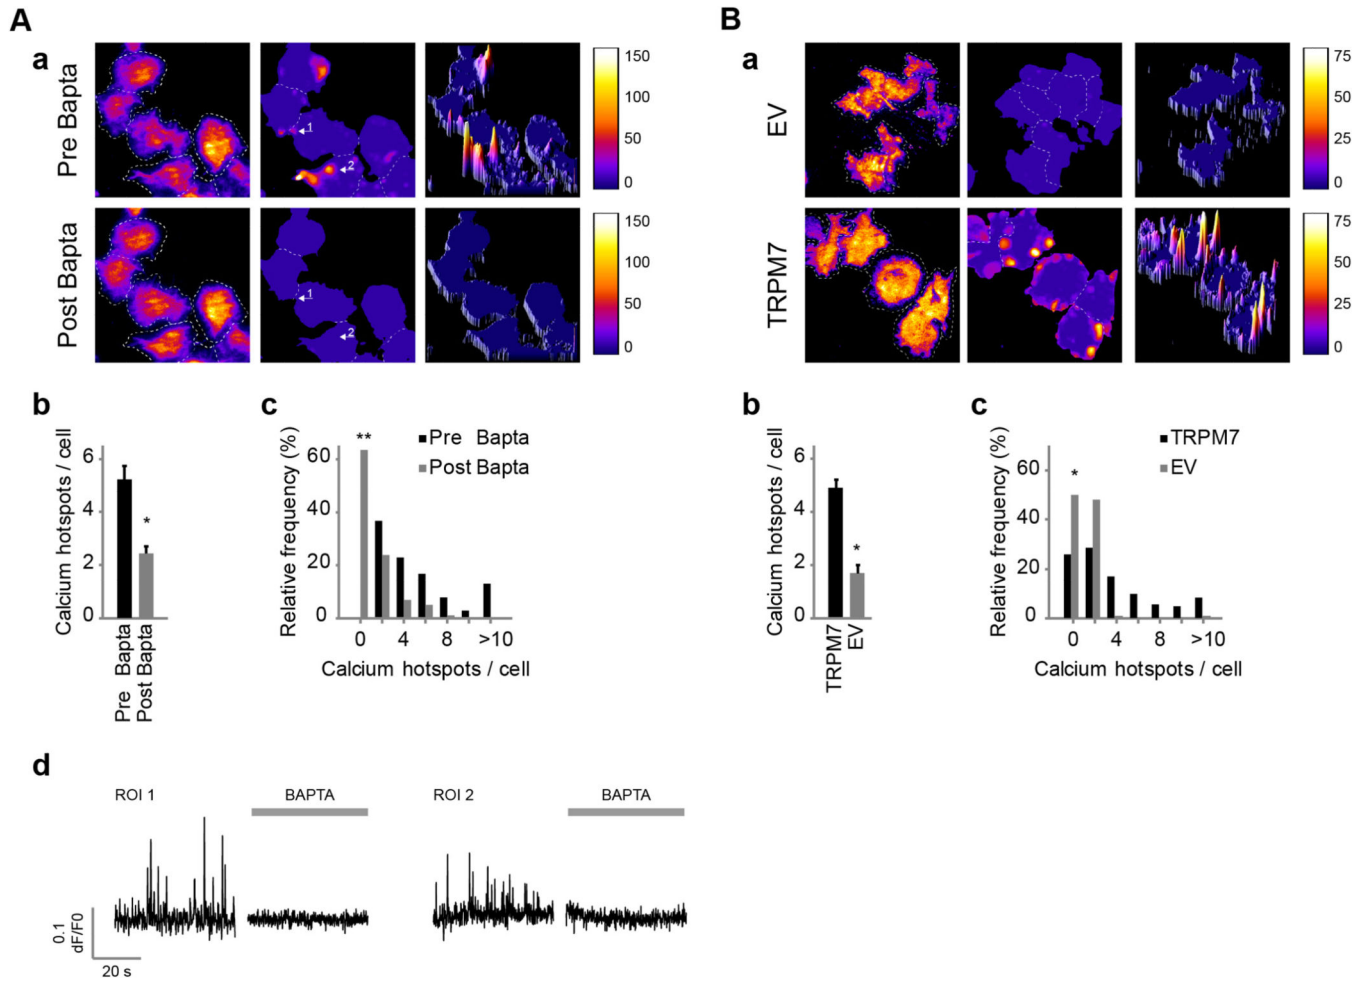 A
B
a
Pre Bapta
1
2
150
100
50
0
Post Bapta
1
2
150
100
50
0
a
EV
75
50
25
0
TRPM7
75
50
25
0
b
Calcium hotspots / cell
6
4
2
0
*
Pre Bapta
Post Bapta
c
Relative frequency (%)
60
40
20
0
**
Pre Bapta
Post Bapta
0 4 8 >10
Calcium hotspots / cell
b
Calcium hotspots / cell
6
4
2
0
*
TRPM7
EV
c
Relative frequency (%)
60
40
20
0
*
TRPM7
EV
0 4 8 >10
Calcium hotspots / cell
d
ROI 1 BAPTA ROI 2 BAPTA
0.1
dF/F0
20 s